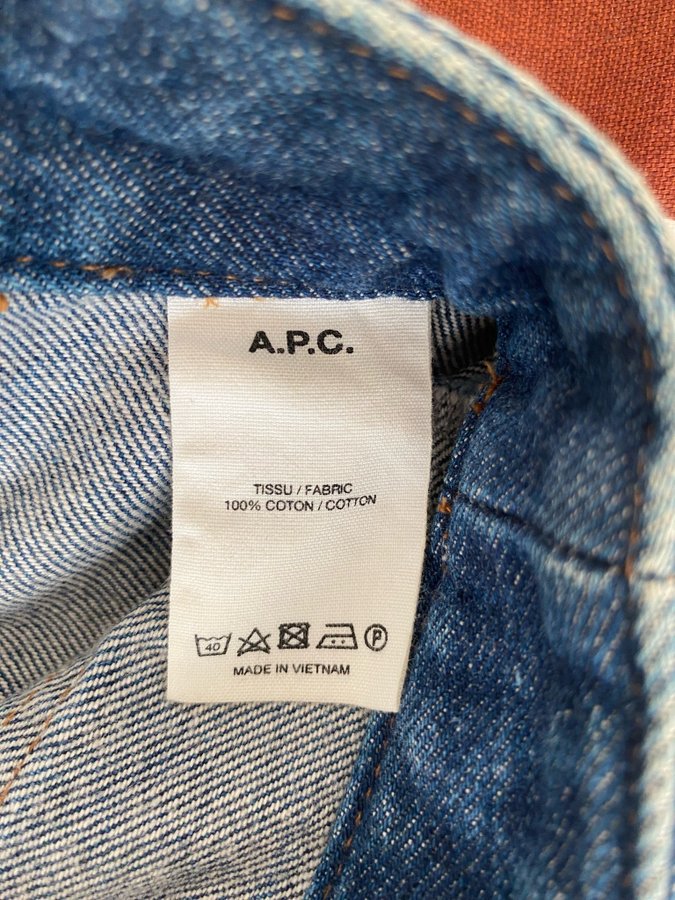 A.P.C.
TISSU / FABRIC
100% COTON / COTTON
40 P
MADE IN VIETNAM